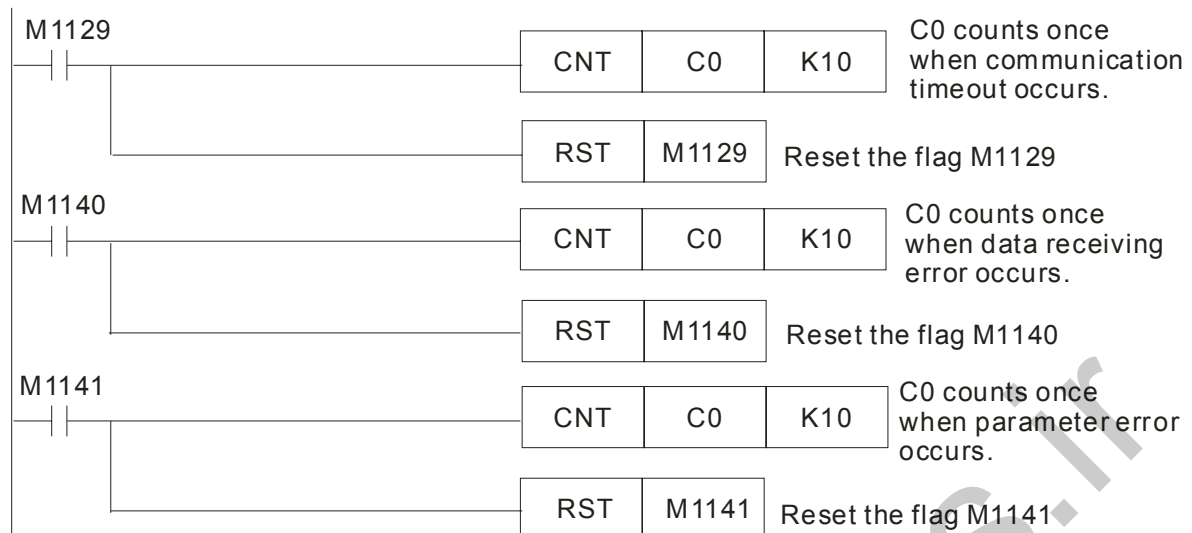 M1129
CNT C0 K10
C0 counts once
when communication
timeout occurs.
RST M1129
Reset the flag M1129
M1140
CNT C0 K10
C0 counts once
when data receiving
error occurs.
RST M1140
Reset the flag M1140
M1141
CNT C0 K10
C0 counts once
when parameter error
occurs.
RST M1141
Reset the flag M1141
s.ir